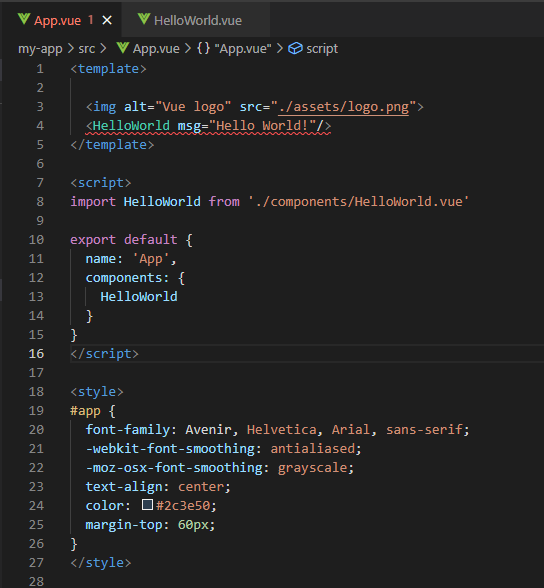 App.vue 1 × HelloWorld.vue
my-app > src > App.vue > {} "App.vue" > script
1 <template>
2
3 <img alt="Vue logo" src="./assets/logo.png">
4 <HelloWorld msg="Hello World!"/>
5 </template>
6
7 <script>
8 import HelloWorld from './components/HelloWorld.vue'
9
10 export default {
11 name: 'App',
12 components: {
13 HelloWorld
14 }
15 }
16 </script>
17
18 <style>
19 #app {
20 font-family: Avenir, Helvetica, Arial, sans-serif;
21 -webkit-font-smoothing: antialiased;
22 -moz-osx-font-smoothing: grayscale;
23 text-align: center;
24 color: #2c3e50;
25 margin-top: 60px;
26 }
27 </style>
28